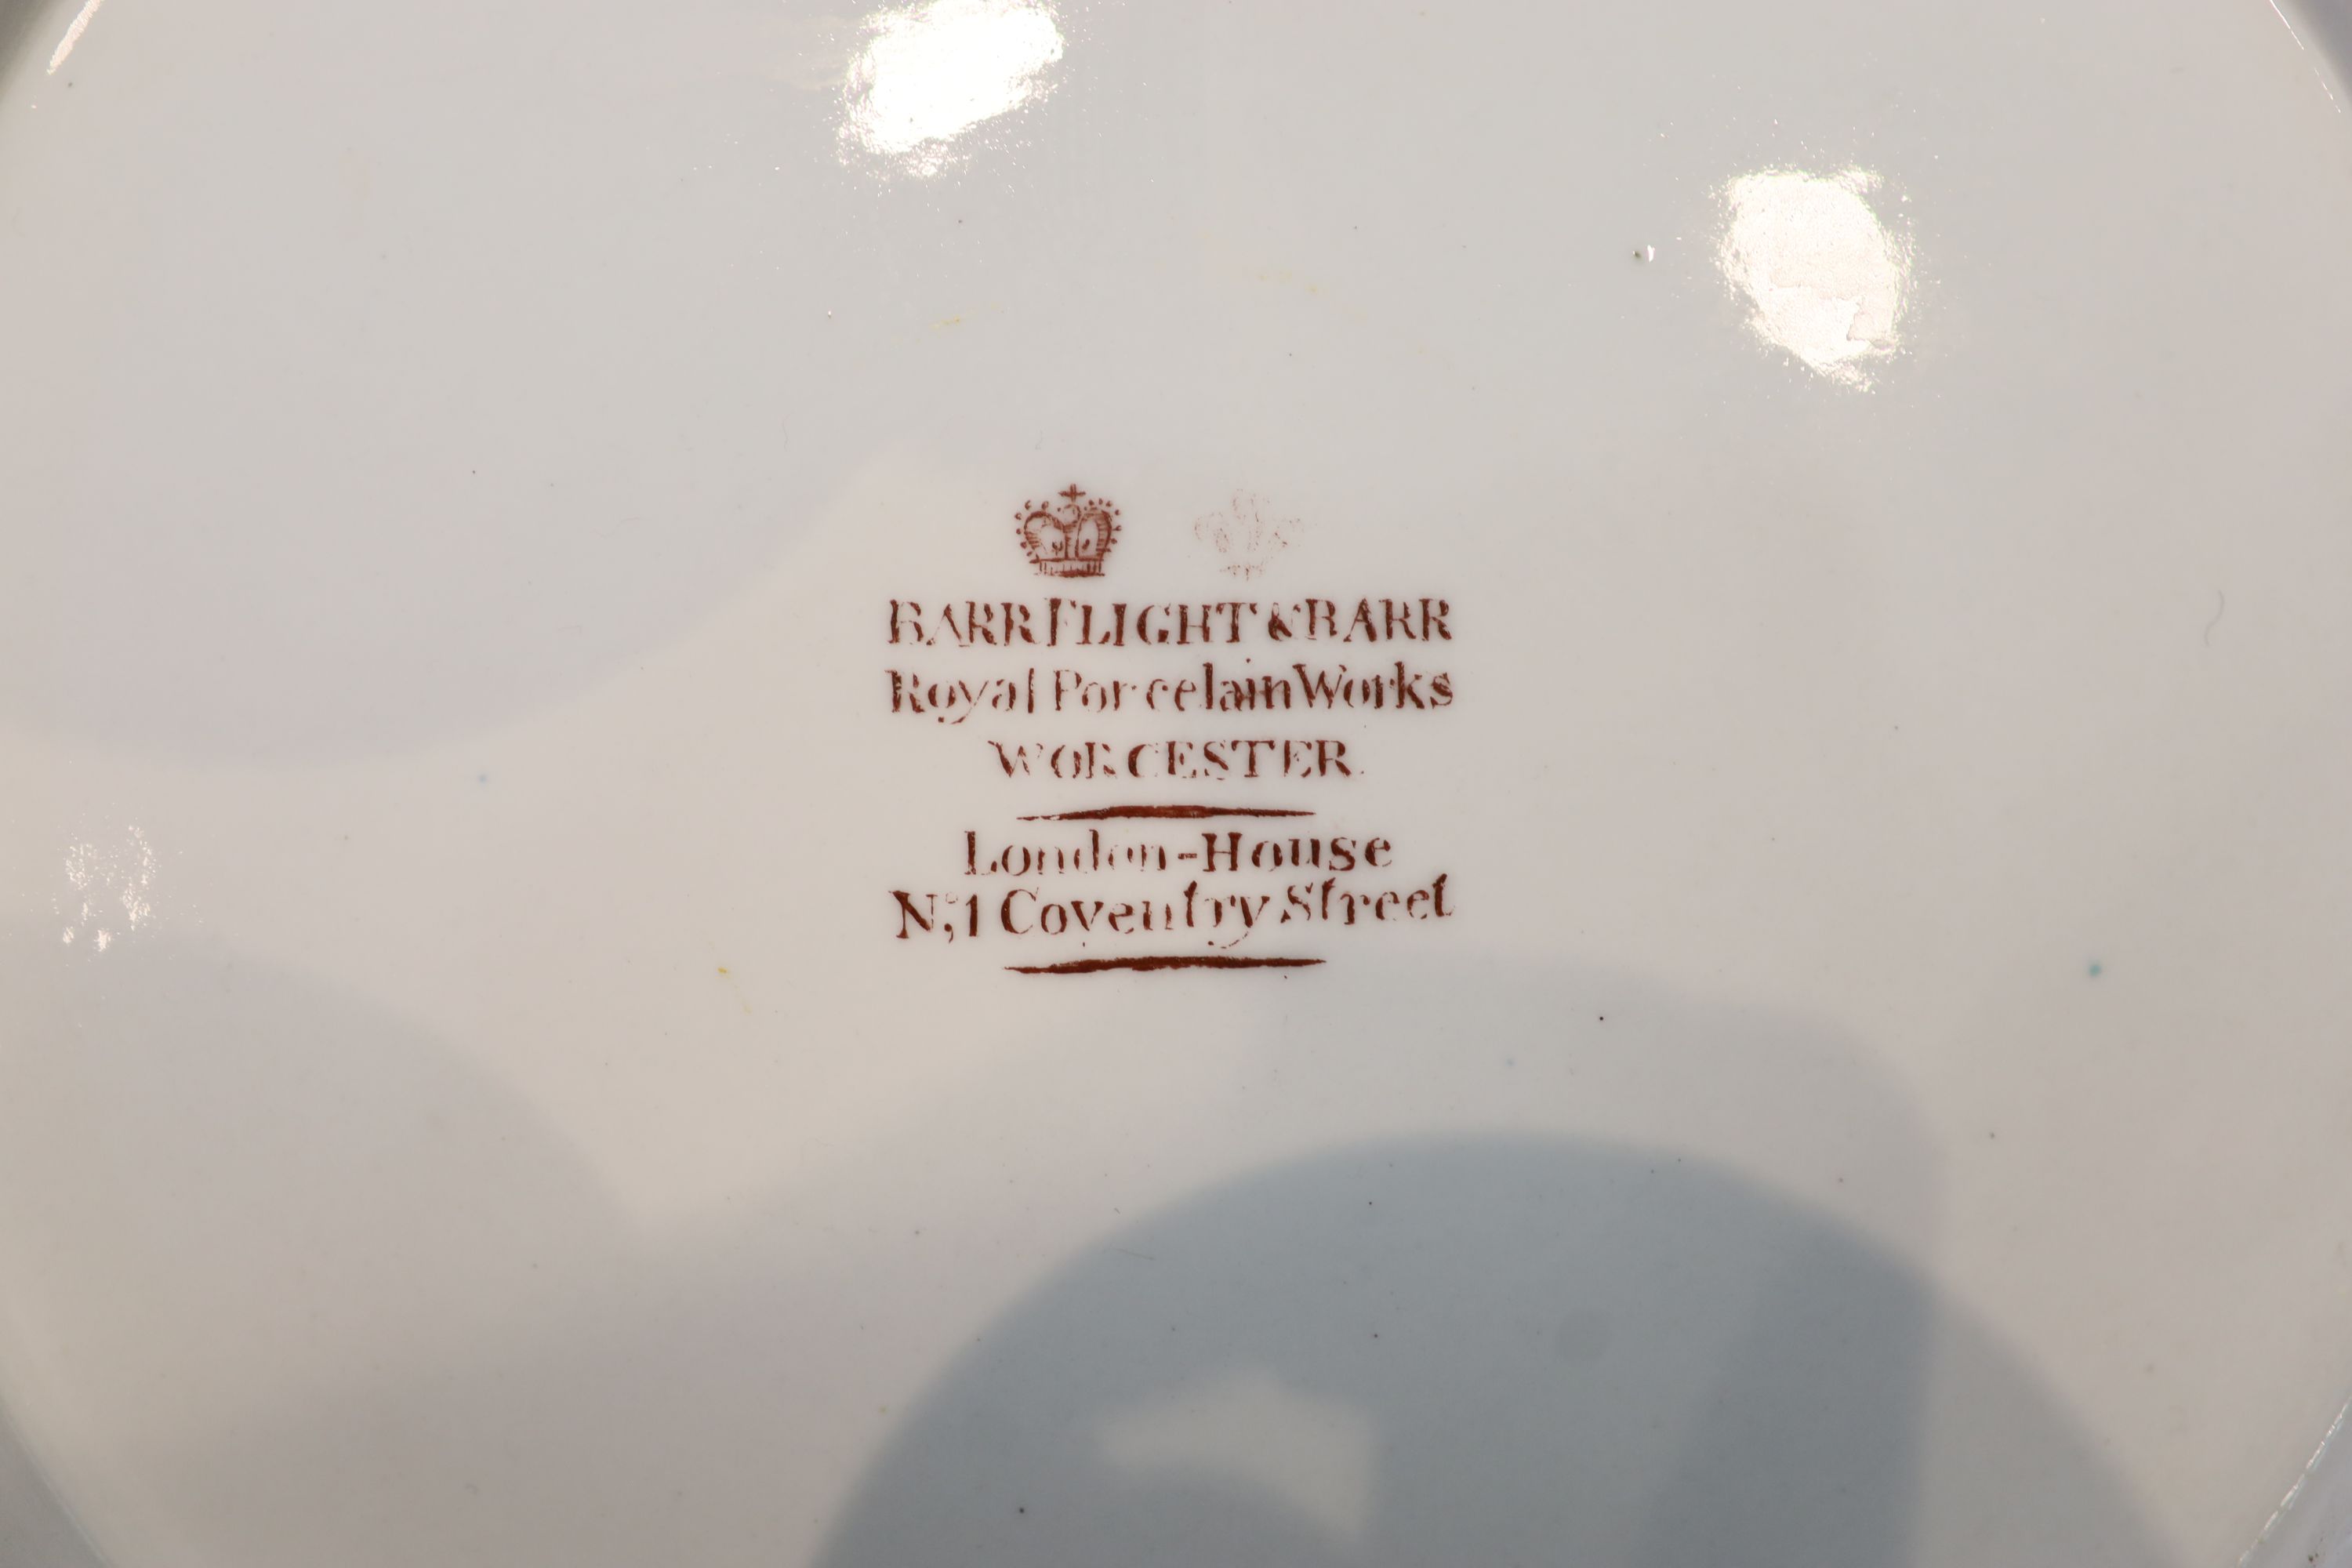 BARR FLIGHT & BARR
Royal Porcelain Works
WORCESTER.
London-House
No; 1 Coventry Street